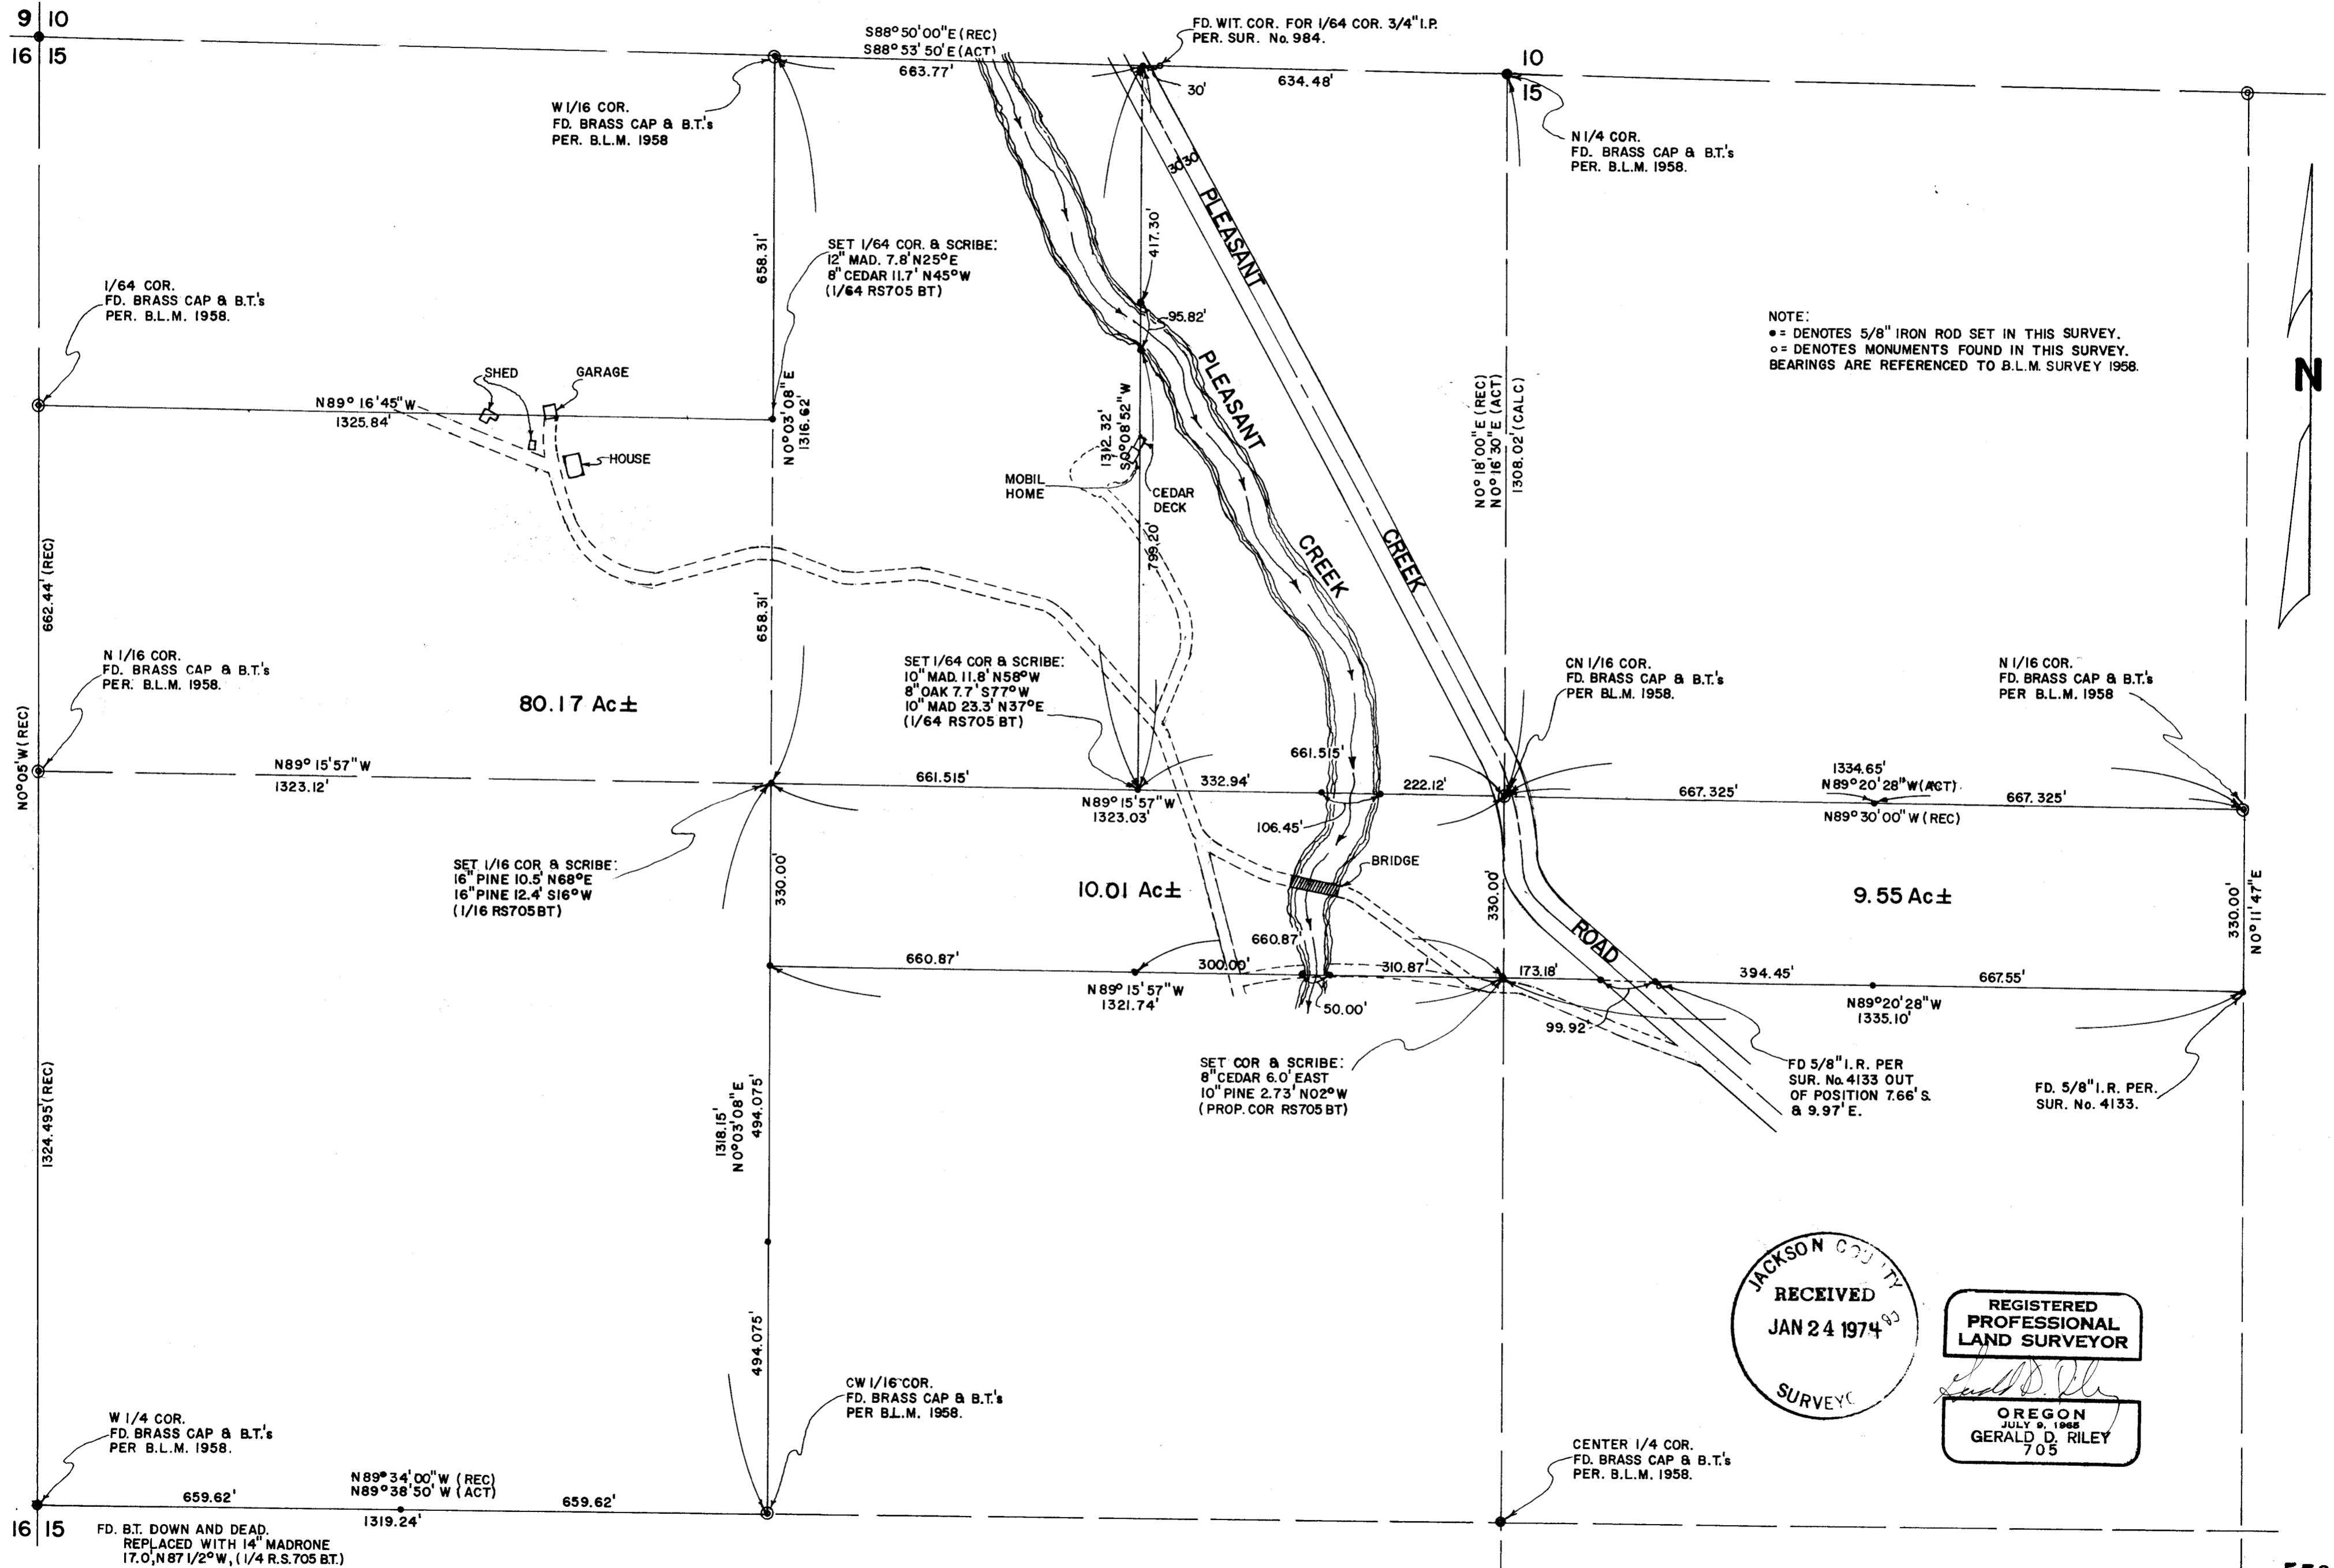 9 | 10
16 | 15
S88°50'00"E (REC)
S88°53'50"E (ACT)
663.77'
FD. WIT. COR. FOR 1/64 COR. 3/4" I.P.
PER. SUR. No. 984.
30'
634.48'
10
15
W 1/16 COR.
FD. BRASS CAP & B.T.'s
PER. B.L.M. 1958
N 1/4 COR.
FD. BRASS CAP & B.T.'s
PER. B.L.M. 1958.
30'30'
PLEASANT
CREEK
ROAD
417.30'
658.31'
SET 1/64 COR. & SCRIBE:
12" MAD. 7.8' N25°E
8" CEDAR 11.7' N45°W
(1/64 RS705 BT)
1/64 COR.
FD. BRASS CAP & B.T.'s
PER. B.L.M. 1958.
95.82'
PLEASANT
CREEK
NOTE:
• = DENOTES 5/8" IRON ROD SET IN THIS SURVEY.
o = DENOTES MONUMENTS FOUND IN THIS SURVEY.
BEARINGS ARE REFERENCED TO B.L.M. SURVEY 1958.
N
SHED
GARAGE
N89°16'45"W
1325.84'
HOUSE
N0°03'08"E
1316.62'
1312.32'
S0°08'52"W
N0°18'00"E (REC)
N0°16'30"E (ACT)
1308.02' (CALC)
MOBIL
HOME
CEDAR
DECK
799.20'
662.44' (REC)
658.31'
N 1/16 COR.
FD. BRASS CAP & B.T.'s
PER. B.L.M. 1958.
80.17 Ac±
SET 1/64 COR & SCRIBE:
10" MAD. 11.8' N58°W
8" OAK 7.7' S77°W
10" MAD 23.3' N37°E
(1/64 RS705 BT)
CN 1/16 COR.
FD. BRASS CAP & B.T.'s
PER B.L.M. 1958.
N 1/16 COR.
FD. BRASS CAP & B.T.'s
PER B.L.M. 1958
N0°05'W (REC)
N89°15'57"W
1323.12'
661.515'
332.94'
661.515'
222.12'
N89°15'57"W
1323.03'
106.45'
667.325'
1334.65'
N89°20'28"W (ACT)
667.325'
N89°30'00"W (REC)
SET 1/16 COR & SCRIBE:
16" PINE 10.5' N68°E
16" PINE 12.4' S16°W
(1/16 RS705 BT)
330.00'
10.01 Ac±
BRIDGE
330.00'
9.55 Ac±
330.00'
N0°11'47"E
660.87'
660.87'
300.00'
310.87'
173.18'
394.45'
667.55'
N89°15'57"W
1321.74'
50.00'
99.92'
N89°20'28"W
1335.10'
SET COR & SCRIBE:
8" CEDAR 6.0' EAST
10" PINE 2.73' N02°W
(PROP. COR RS705 BT)
FD 5/8" I.R. PER
SUR. No. 4133 OUT
OF POSITION 7.66' S.
& 9.97' E.
FD. 5/8" I.R. PER.
SUR. No. 4133.
1324.495' (REC)
1318.15'
N0°03'08"E
494.075'
494.075'
JACKSON COUNTY
RECEIVED
JAN 24 1974
SURVEYO
REGISTERED
PROFESSIONAL
LAND SURVEYOR
Gerald D. Riley
OREGON
JULY 9, 1965
GERALD D. RILEY
705
CW 1/16 COR.
FD. BRASS CAP & B.T.'s
PER B.L.M. 1958.
W 1/4 COR.
FD. BRASS CAP & B.T.'s
PER B.L.M. 1958.
CENTER 1/4 COR.
FD. BRASS CAP & B.T.'s
PER. B.L.M. 1958.
659.62'
N89°34'00"W (REC)
N89°38'50"W (ACT)
659.62'
1319.24'
16 | 15
FD. B.T. DOWN AND DEAD.
REPLACED WITH 14" MADRONE
17.0', N 87 1/2° W, (1/4 R.S. 705 B.T.)